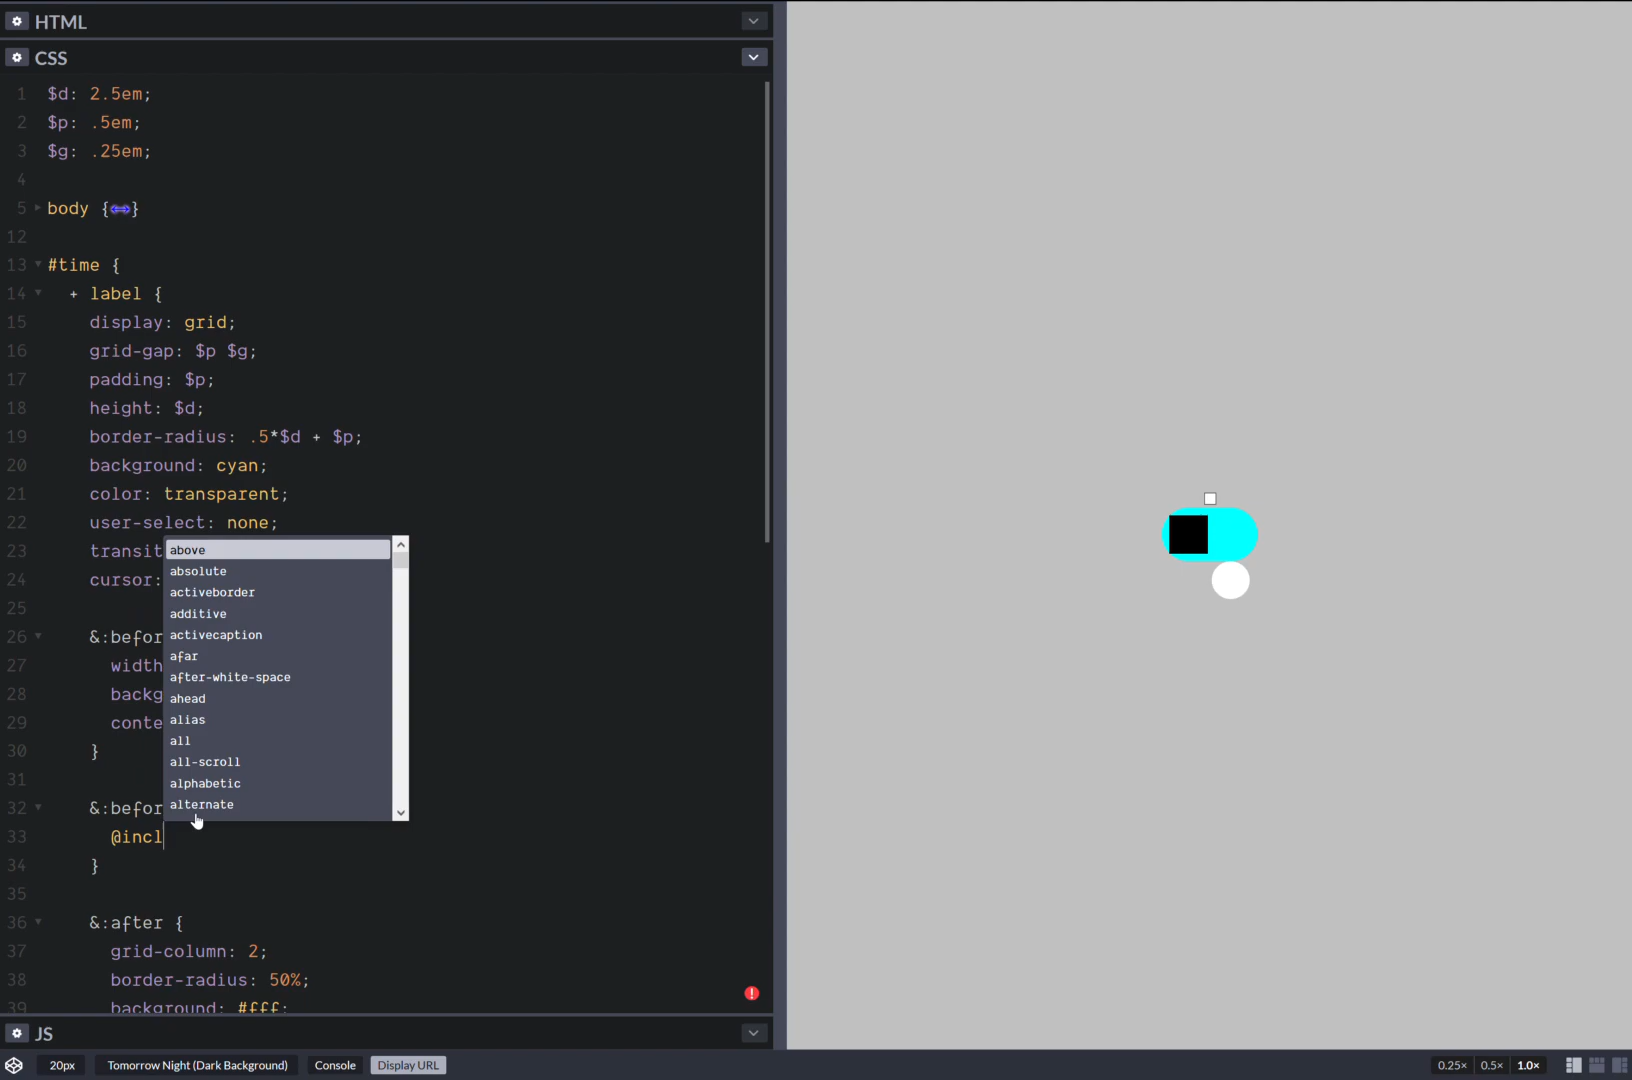 HTML
CSS
1 $d: 2.5em;
2 $p: .5em;
3 $g: .25em;
4
5 body {↔}
12
13 #time {
14 + label {
15 display: grid;
16 grid-gap: $p $g;
17 padding: $p;
18 height: $d;
19 border-radius: .5*$d + $p;
20 background: cyan;
21 color: transparent;
22 user-select: none;
23 transit
24 cursor:
25
26 &:befor
27 width
28 backg
29 conte
30 }
31
32 &:befor
33 @incl
34 }
35
36 &:after {
37 grid-column: 2;
38 border-radius: 50%;
39 background: #fff;
above
absolute
activeborder
additive
activecaption
afar
after-white-space
ahead
alias
all
all-scroll
alphabetic
alternate
JS
20px Tomorrow Night (Dark Background) Console Display URL 0.25× 0.5× 1.0×